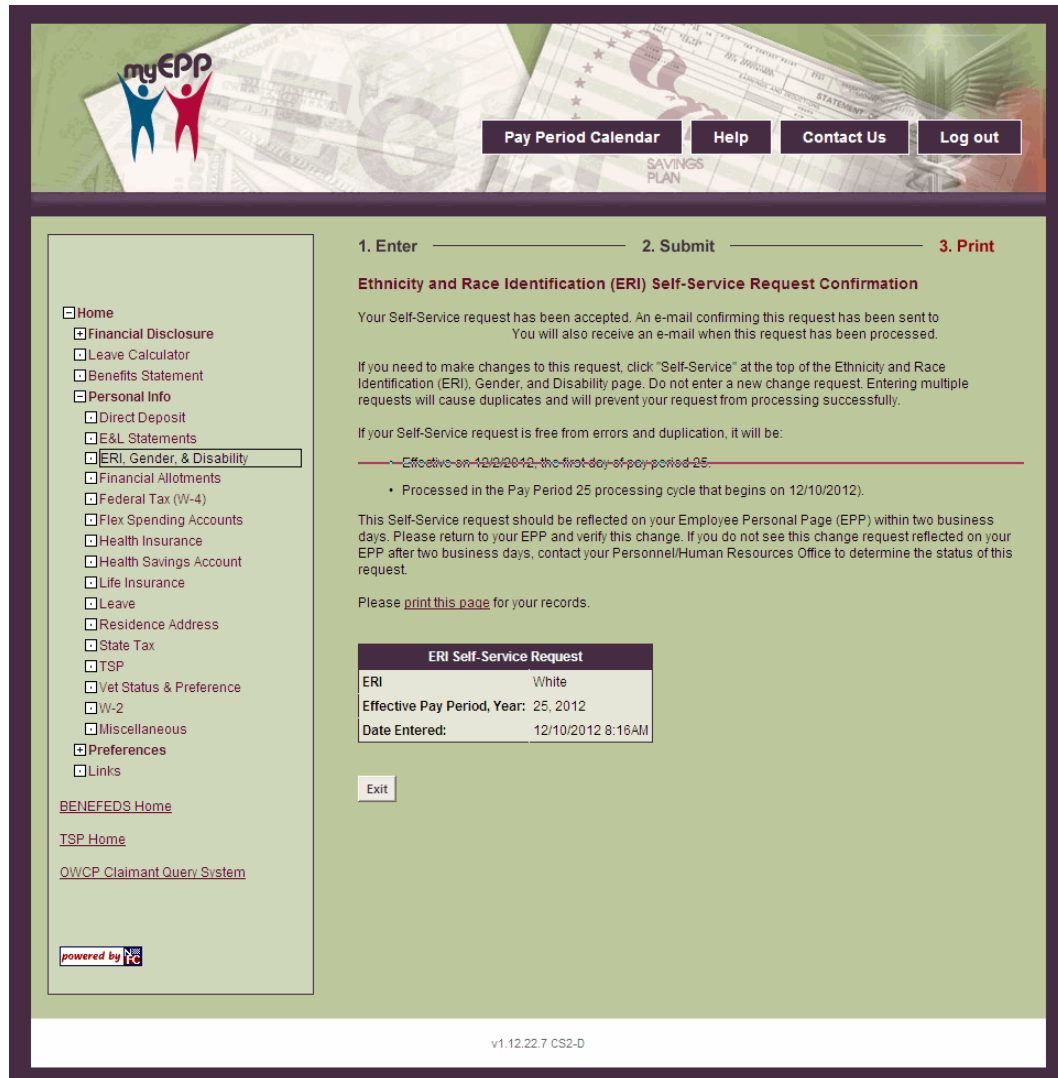 myEPP
STATEMENT OF
EARNINGS AND DEDUCTIONS
SAVINGS
PLAN
Pay Period Calendar
Help
Contact Us
Log out
Home
Financial Disclosure
Leave Calculator
Benefits Statement
Personal Info
Direct Deposit
E&L Statements
ERI, Gender, & Disability
Financial Allotments
Federal Tax (W-4)
Flex Spending Accounts
Health Insurance
Health Savings Account
Life Insurance
Leave
Residence Address
State Tax
TSP
Vet Status & Preference
W-2
Miscellaneous
Preferences
Links
BENEFEDS Home
TSP Home
OWCP Claimant Query System
powered by NFC
1. Enter
2. Submit
3. Print
Ethnicity and Race Identification (ERI) Self-Service Request Confirmation
Your Self-Service request has been accepted. An e-mail confirming this request has been sent to
You will also receive an e-mail when this request has been processed.
If you need to make changes to this request, click "Self-Service" at the top of the Ethnicity and Race
Identification (ERI), Gender, and Disability page. Do not enter a new change request. Entering multiple
requests will cause duplicates and will prevent your request from processing successfully.
If your Self-Service request is free from errors and duplication, it will be:
• Effective on 12/2/2012, the first day of pay period 25.
• Processed in the Pay Period 25 processing cycle that begins on 12/10/2012).
This Self-Service request should be reflected on your Employee Personal Page (EPP) within two business
days. Please return to your EPP and verify this change. If you do not see this change request reflected on your
EPP after two business days, contact your Personnel/Human Resources Office to determine the status of this
request.
Please print this page for your records.
ERI Self-Service Request
ERI White
Effective Pay Period, Year: 25, 2012
Date Entered: 12/10/2012 8:16AM
Exit
v1.12.22.7 CS2-D